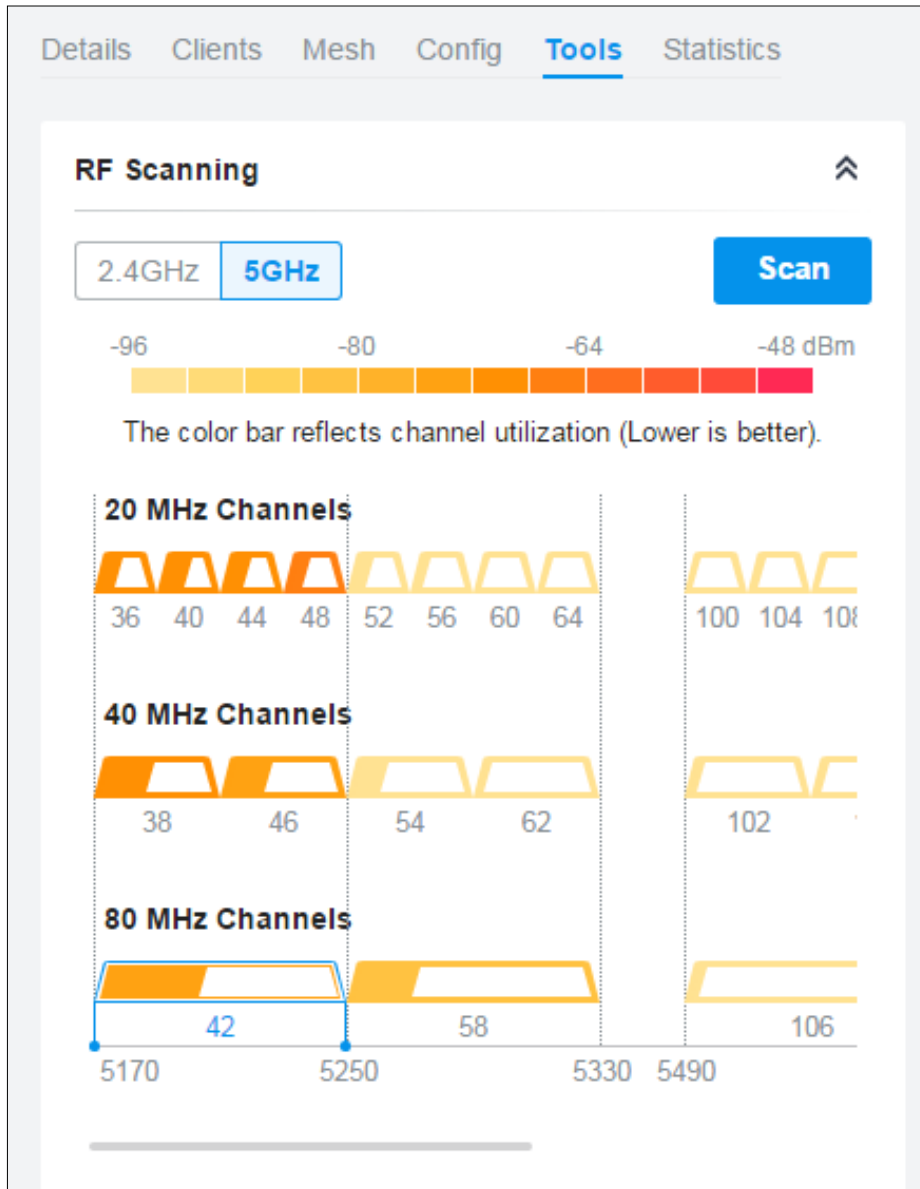 Details Clients Mesh Config Tools Statistics
RF Scanning
2.4GHz 5GHz Scan
-96 -80 -64 -48 dBm
The color bar reflects channel utilization (Lower is better).
20 MHz Channels
36 40 44 48 52 56 60 64 100 104 108
40 MHz Channels
38 46 54 62 102
80 MHz Channels
42 58 106
5170 5250 5330 5490